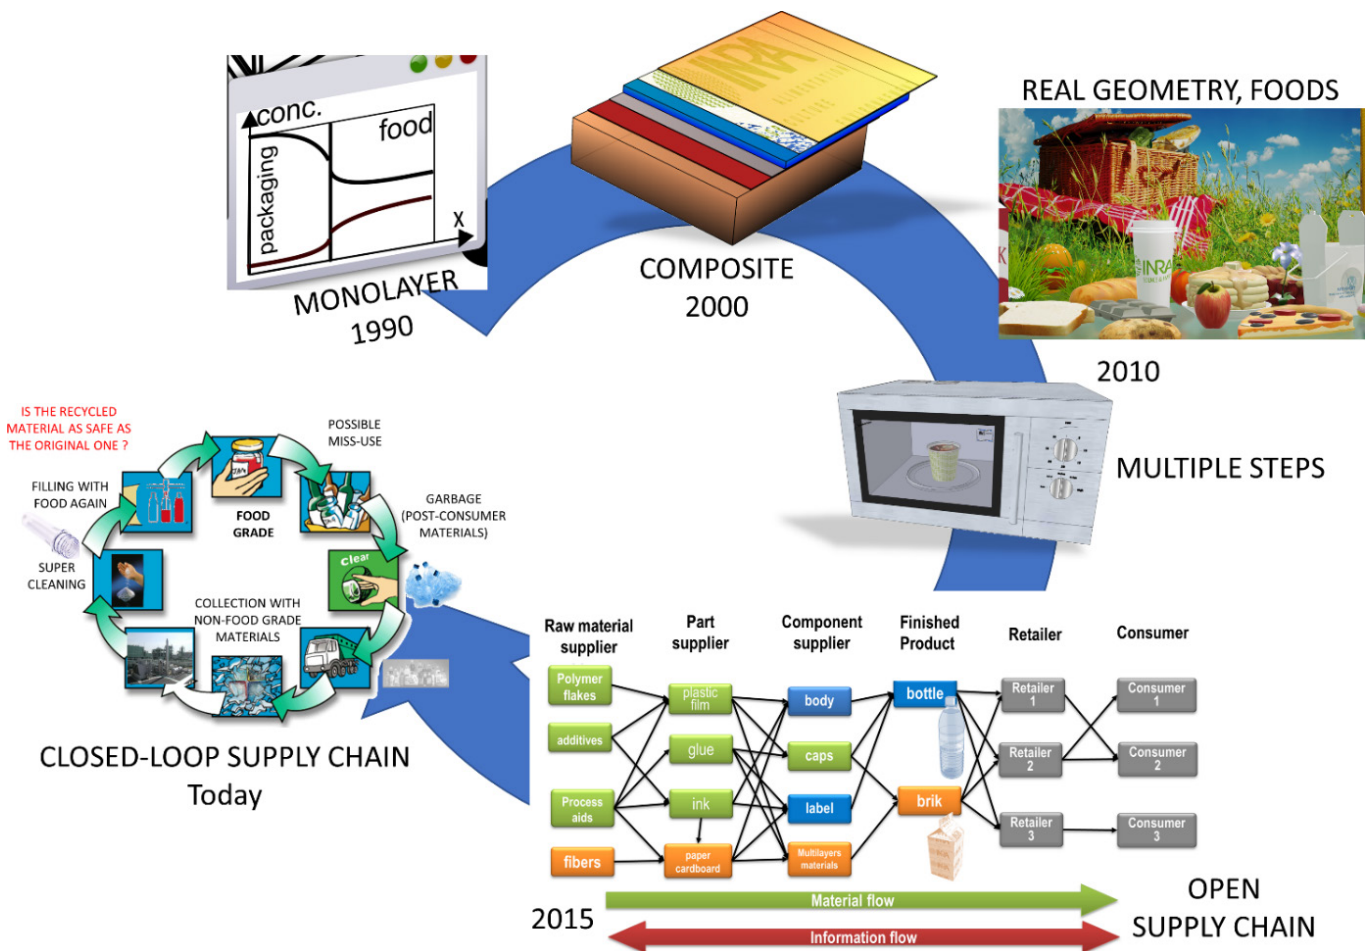 conc.
food
packaging
x
MONOLAYER
1990
INRA
COMPOSITE
2000
REAL GEOMETRY, FOODS
INRA
2010
MULTIPLE STEPS
IS THE RECYCLED
MATERIAL AS SAFE AS
THE ORIGINAL ONE ?
POSSIBLE
MISS-USE
FILLING WITH
FOOD AGAIN
FOOD
GRADE
GARBAGE
(POST-CONSUMER
MATERIALS)
clear
SUPER
CLEANING
COLLECTION WITH
NON-FOOD GRADE
MATERIALS
CLOSED-LOOP SUPPLY CHAIN
Today
Raw material
supplier
Part
supplier
Component
supplier
Finished
Product
Retailer
Consumer
Polymer
flakes
plastic
film
body
bottle
Retailer
1
Consumer
1
additives
glue
caps
Retailer
2
Consumer
2
Process
aids
ink
label
brik
Retailer
3
Consumer
3
fibers
paper
cardboard
Multilayers
materials
Material flow
2015
Information flow
OPEN
SUPPLY CHAIN